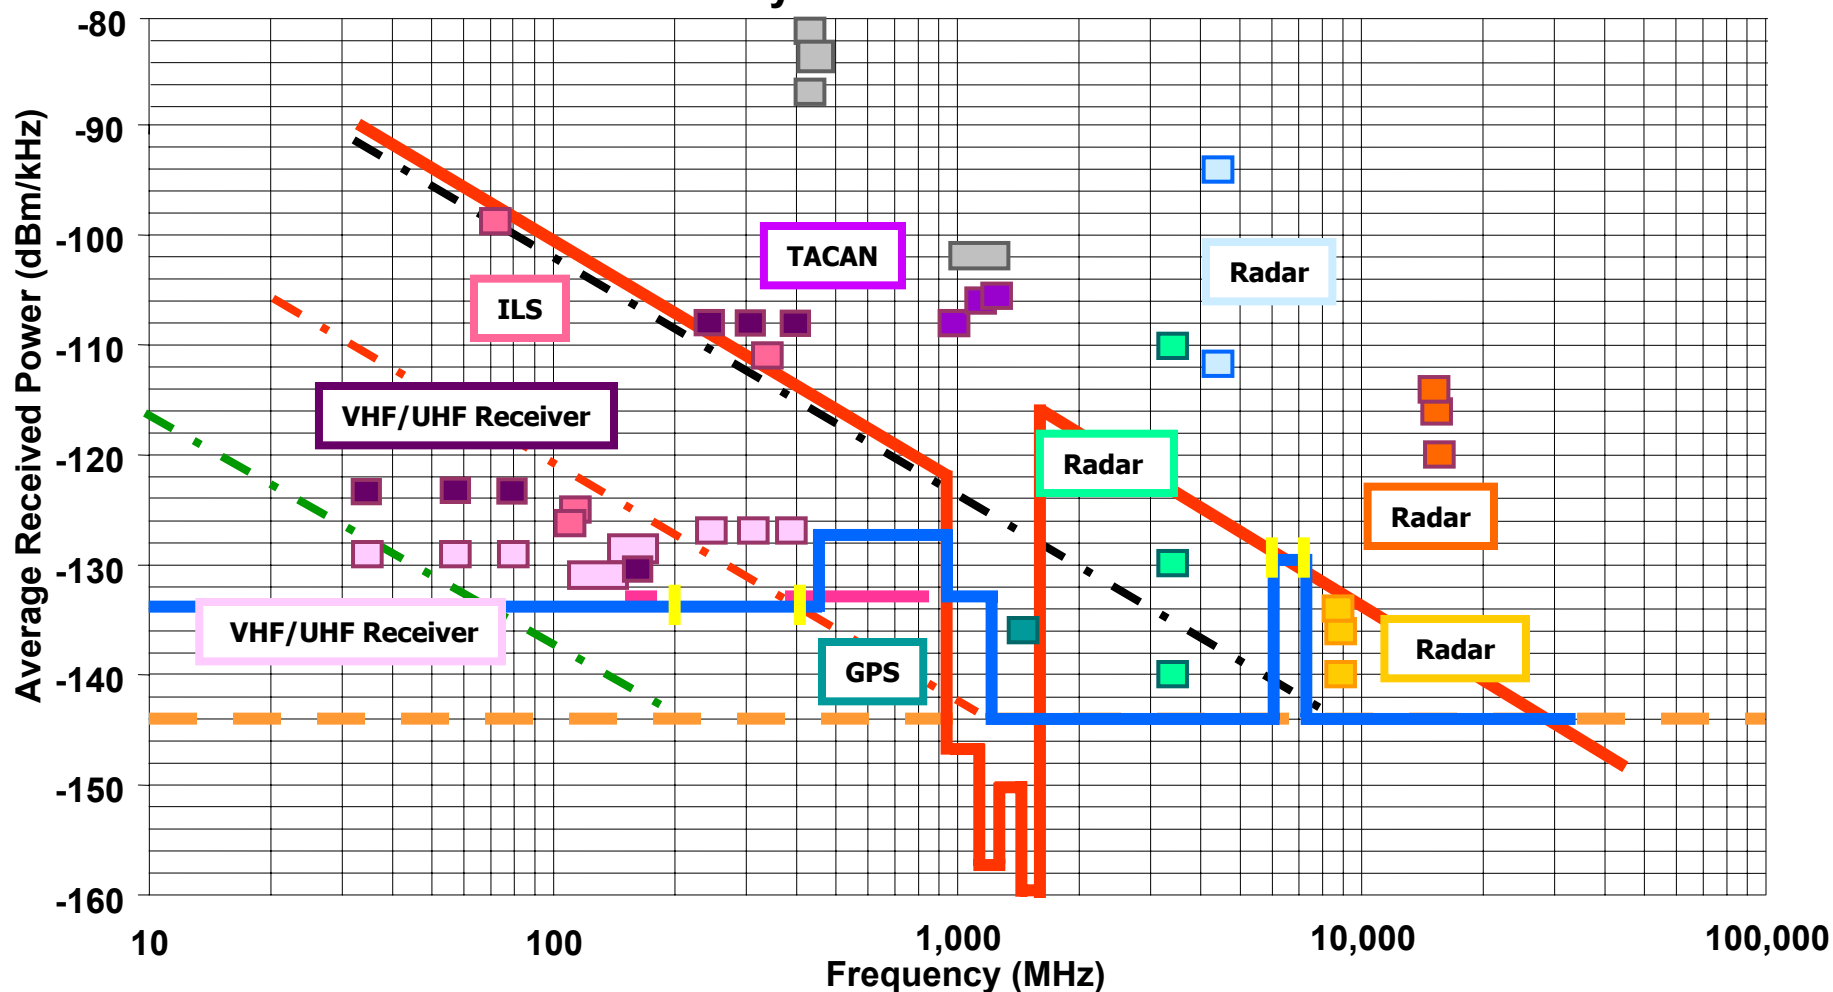 -80
-90
-100
-110
-120
-130
-140
-150
-160
Average Received Power (dBm/kHz)
TACAN
Radar
ILS
VHF/UHF Receiver
Radar
Radar
VHF/UHF Receiver
GPS
Radar
10
100
1,000
10,000
100,000
Frequency (MHz)